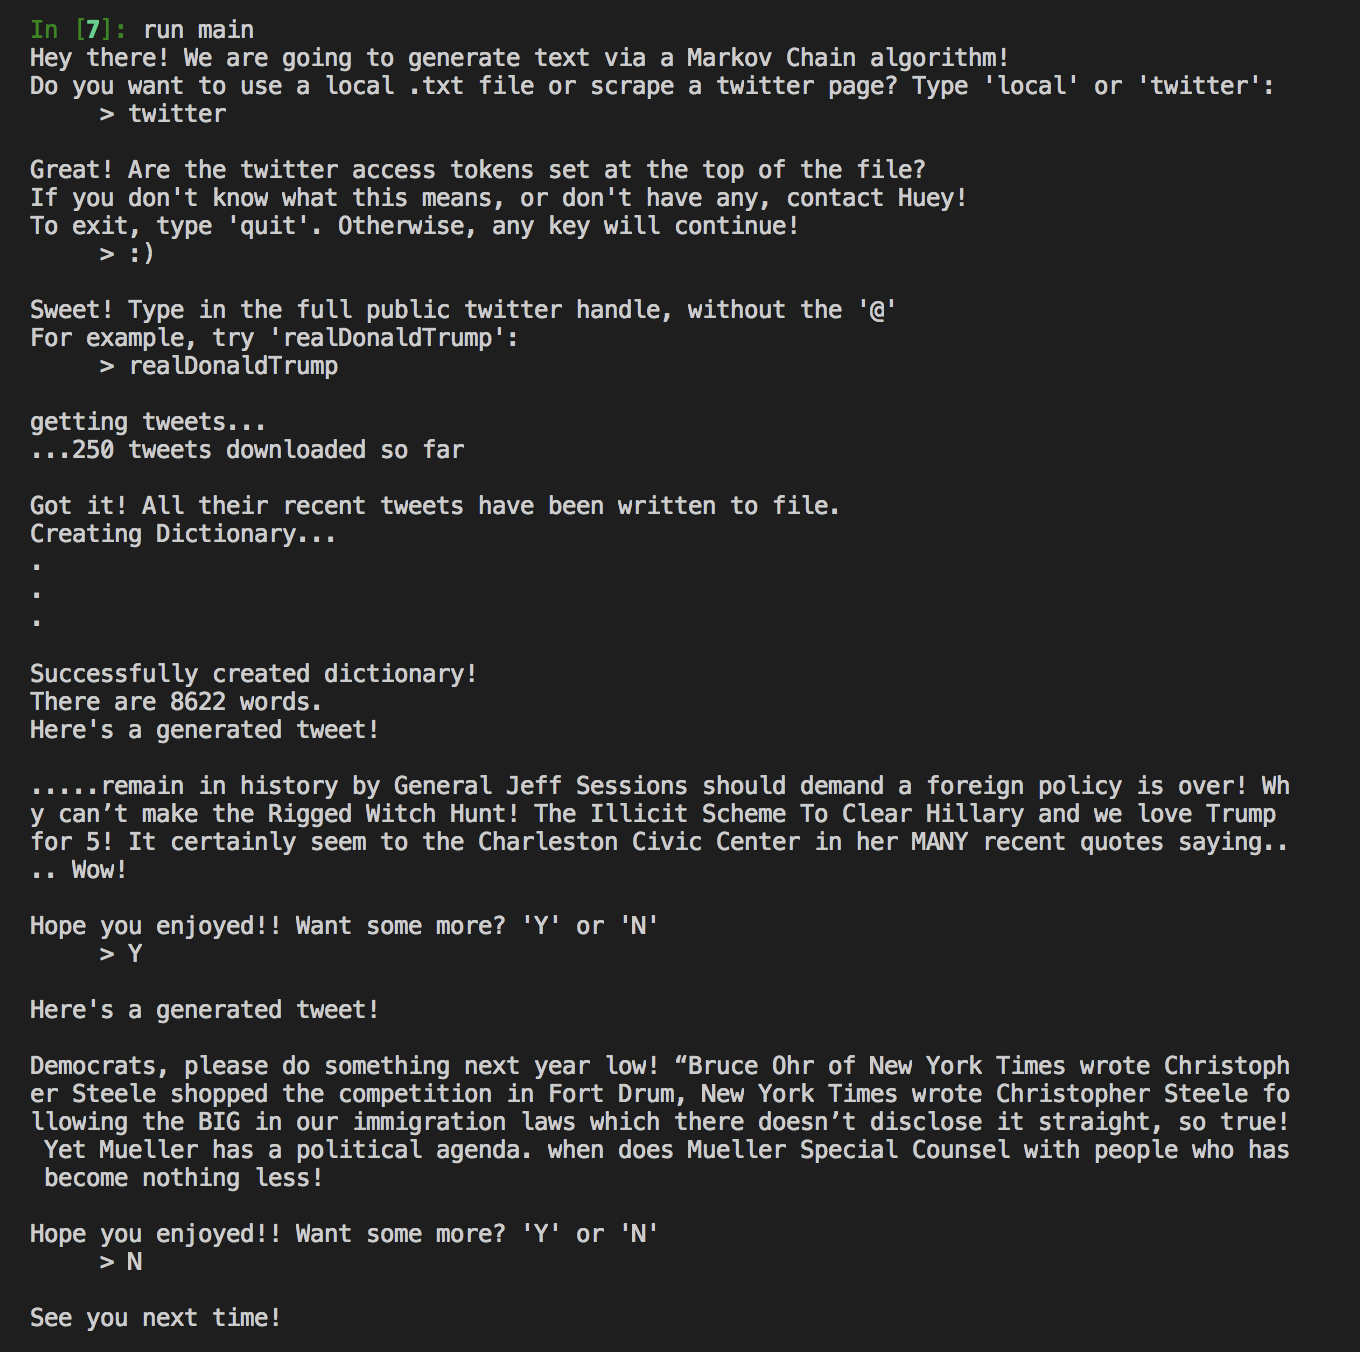 In [7]: run main
Hey there! We are going to generate text via a Markov Chain algorithm!
Do you want to use a local .txt file or scrape a twitter page? Type 'local' or 'twitter':
     > twitter

Great! Are the twitter access tokens set at the top of the file?
If you don't know what this means, or don't have any, contact Huey!
To exit, type 'quit'. Otherwise, any key will continue!
     > :)

Sweet! Type in the full public twitter handle, without the '@'
For example, try 'realDonaldTrump':
     > realDonaldTrump

getting tweets...
...250 tweets downloaded so far

Got it! All their recent tweets have been written to file.
Creating Dictionary...
.
.
.

Successfully created dictionary!
There are 8622 words.
Here's a generated tweet!

.....remain in history by General Jeff Sessions should demand a foreign policy is over! Wh
y can’t make the Rigged Witch Hunt! The Illicit Scheme To Clear Hillary and we love Trump
for 5! It certainly seem to the Charleston Civic Center in her MANY recent quotes saying..
.. Wow!

Hope you enjoyed!! Want some more? 'Y' or 'N'
     > Y

Here's a generated tweet!

Democrats, please do something next year low! “Bruce Ohr of New York Times wrote Christoph
er Steele shopped the competition in Fort Drum, New York Times wrote Christopher Steele fo
llowing the BIG in our immigration laws which there doesn’t disclose it straight, so true!
 Yet Mueller has a political agenda. when does Mueller Special Counsel with people who has
 become nothing less!

Hope you enjoyed!! Want some more? 'Y' or 'N'
     > N

See you next time!